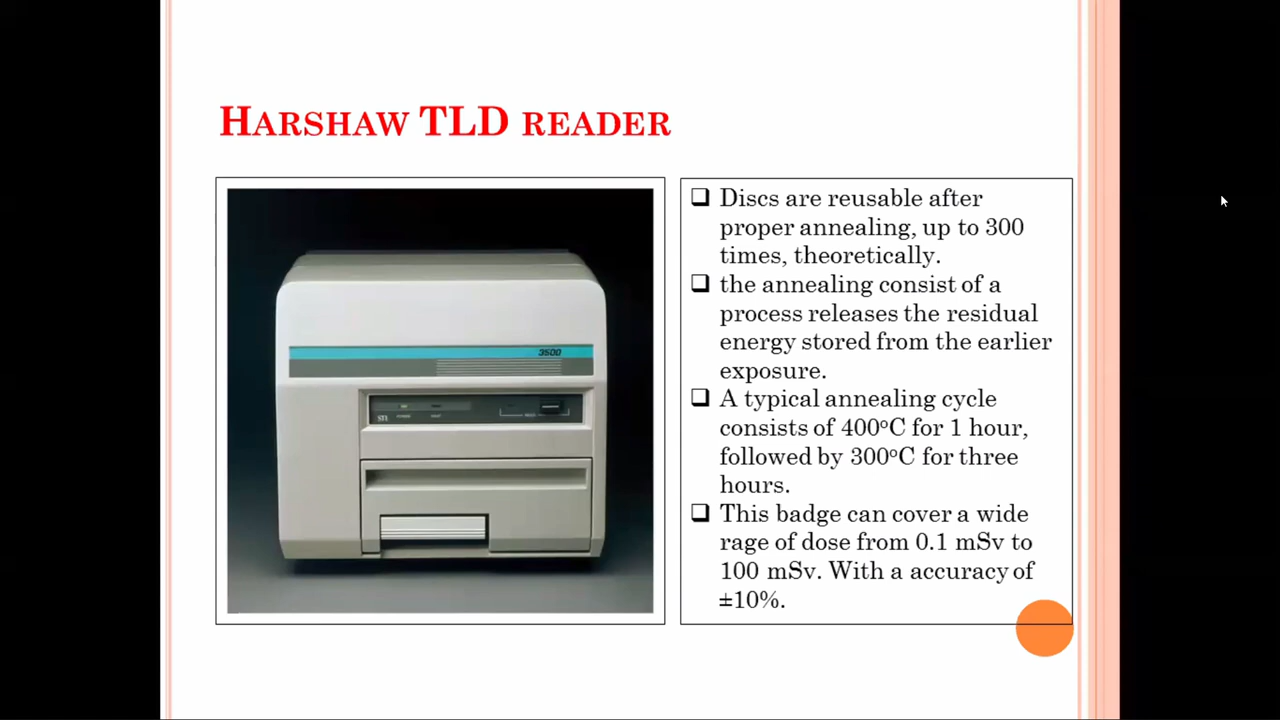 HARSHAW TLD READER
3500
❑ Discs are reusable after
proper annealing, up to 300
times, theoretically.
❑ the annealing consist of a
process releases the residual
energy stored from the earlier
exposure.
❑ A typical annealing cycle
consists of 400ᵒC for 1 hour,
followed by 300ᵒC for three
hours.
❑ This badge can cover a wide
rage of dose from 0.1 mSv to
100 mSv. With a accuracy of
±10%.